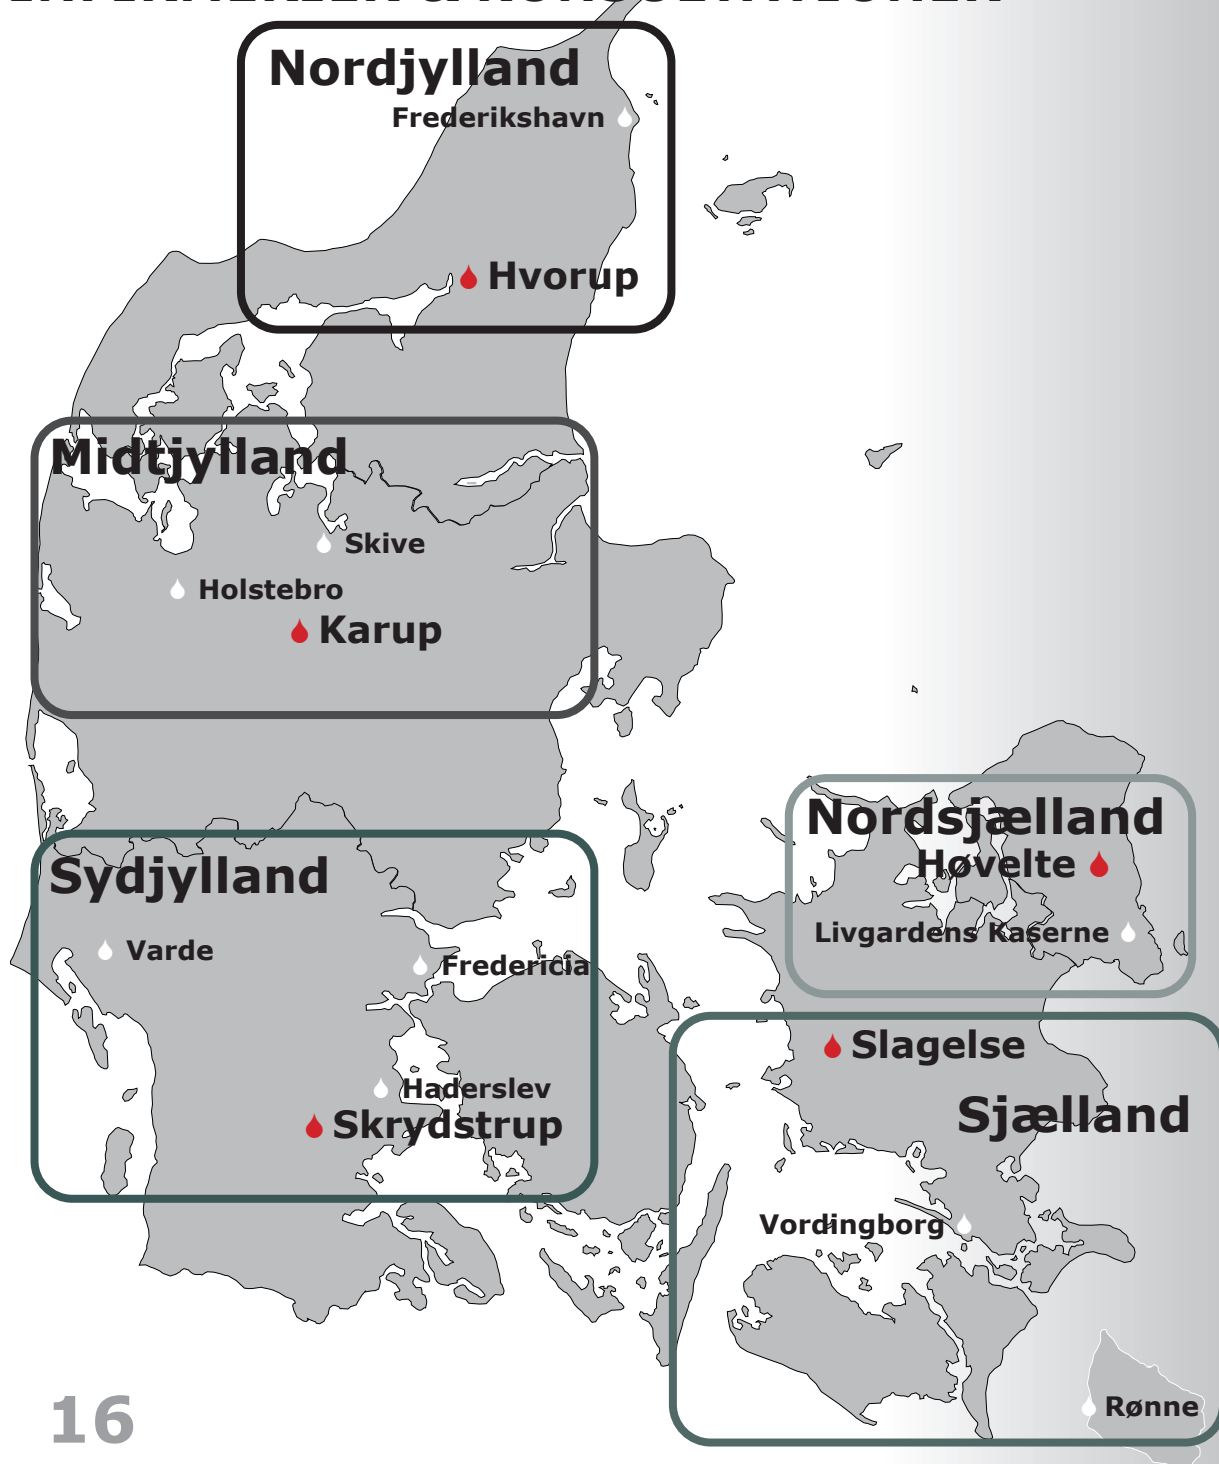 Nordjylland
Frederikshavn
Hvorup
Midtjylland
Skive
Holstebro
Karup
Nordsjælland
Høvelte
Livgardens Kaserne
Sydjylland
Varde
Fredericia
Haderslev
Skrydstrup
Slagelse
Sjælland
Vordingborg
Rønne
16